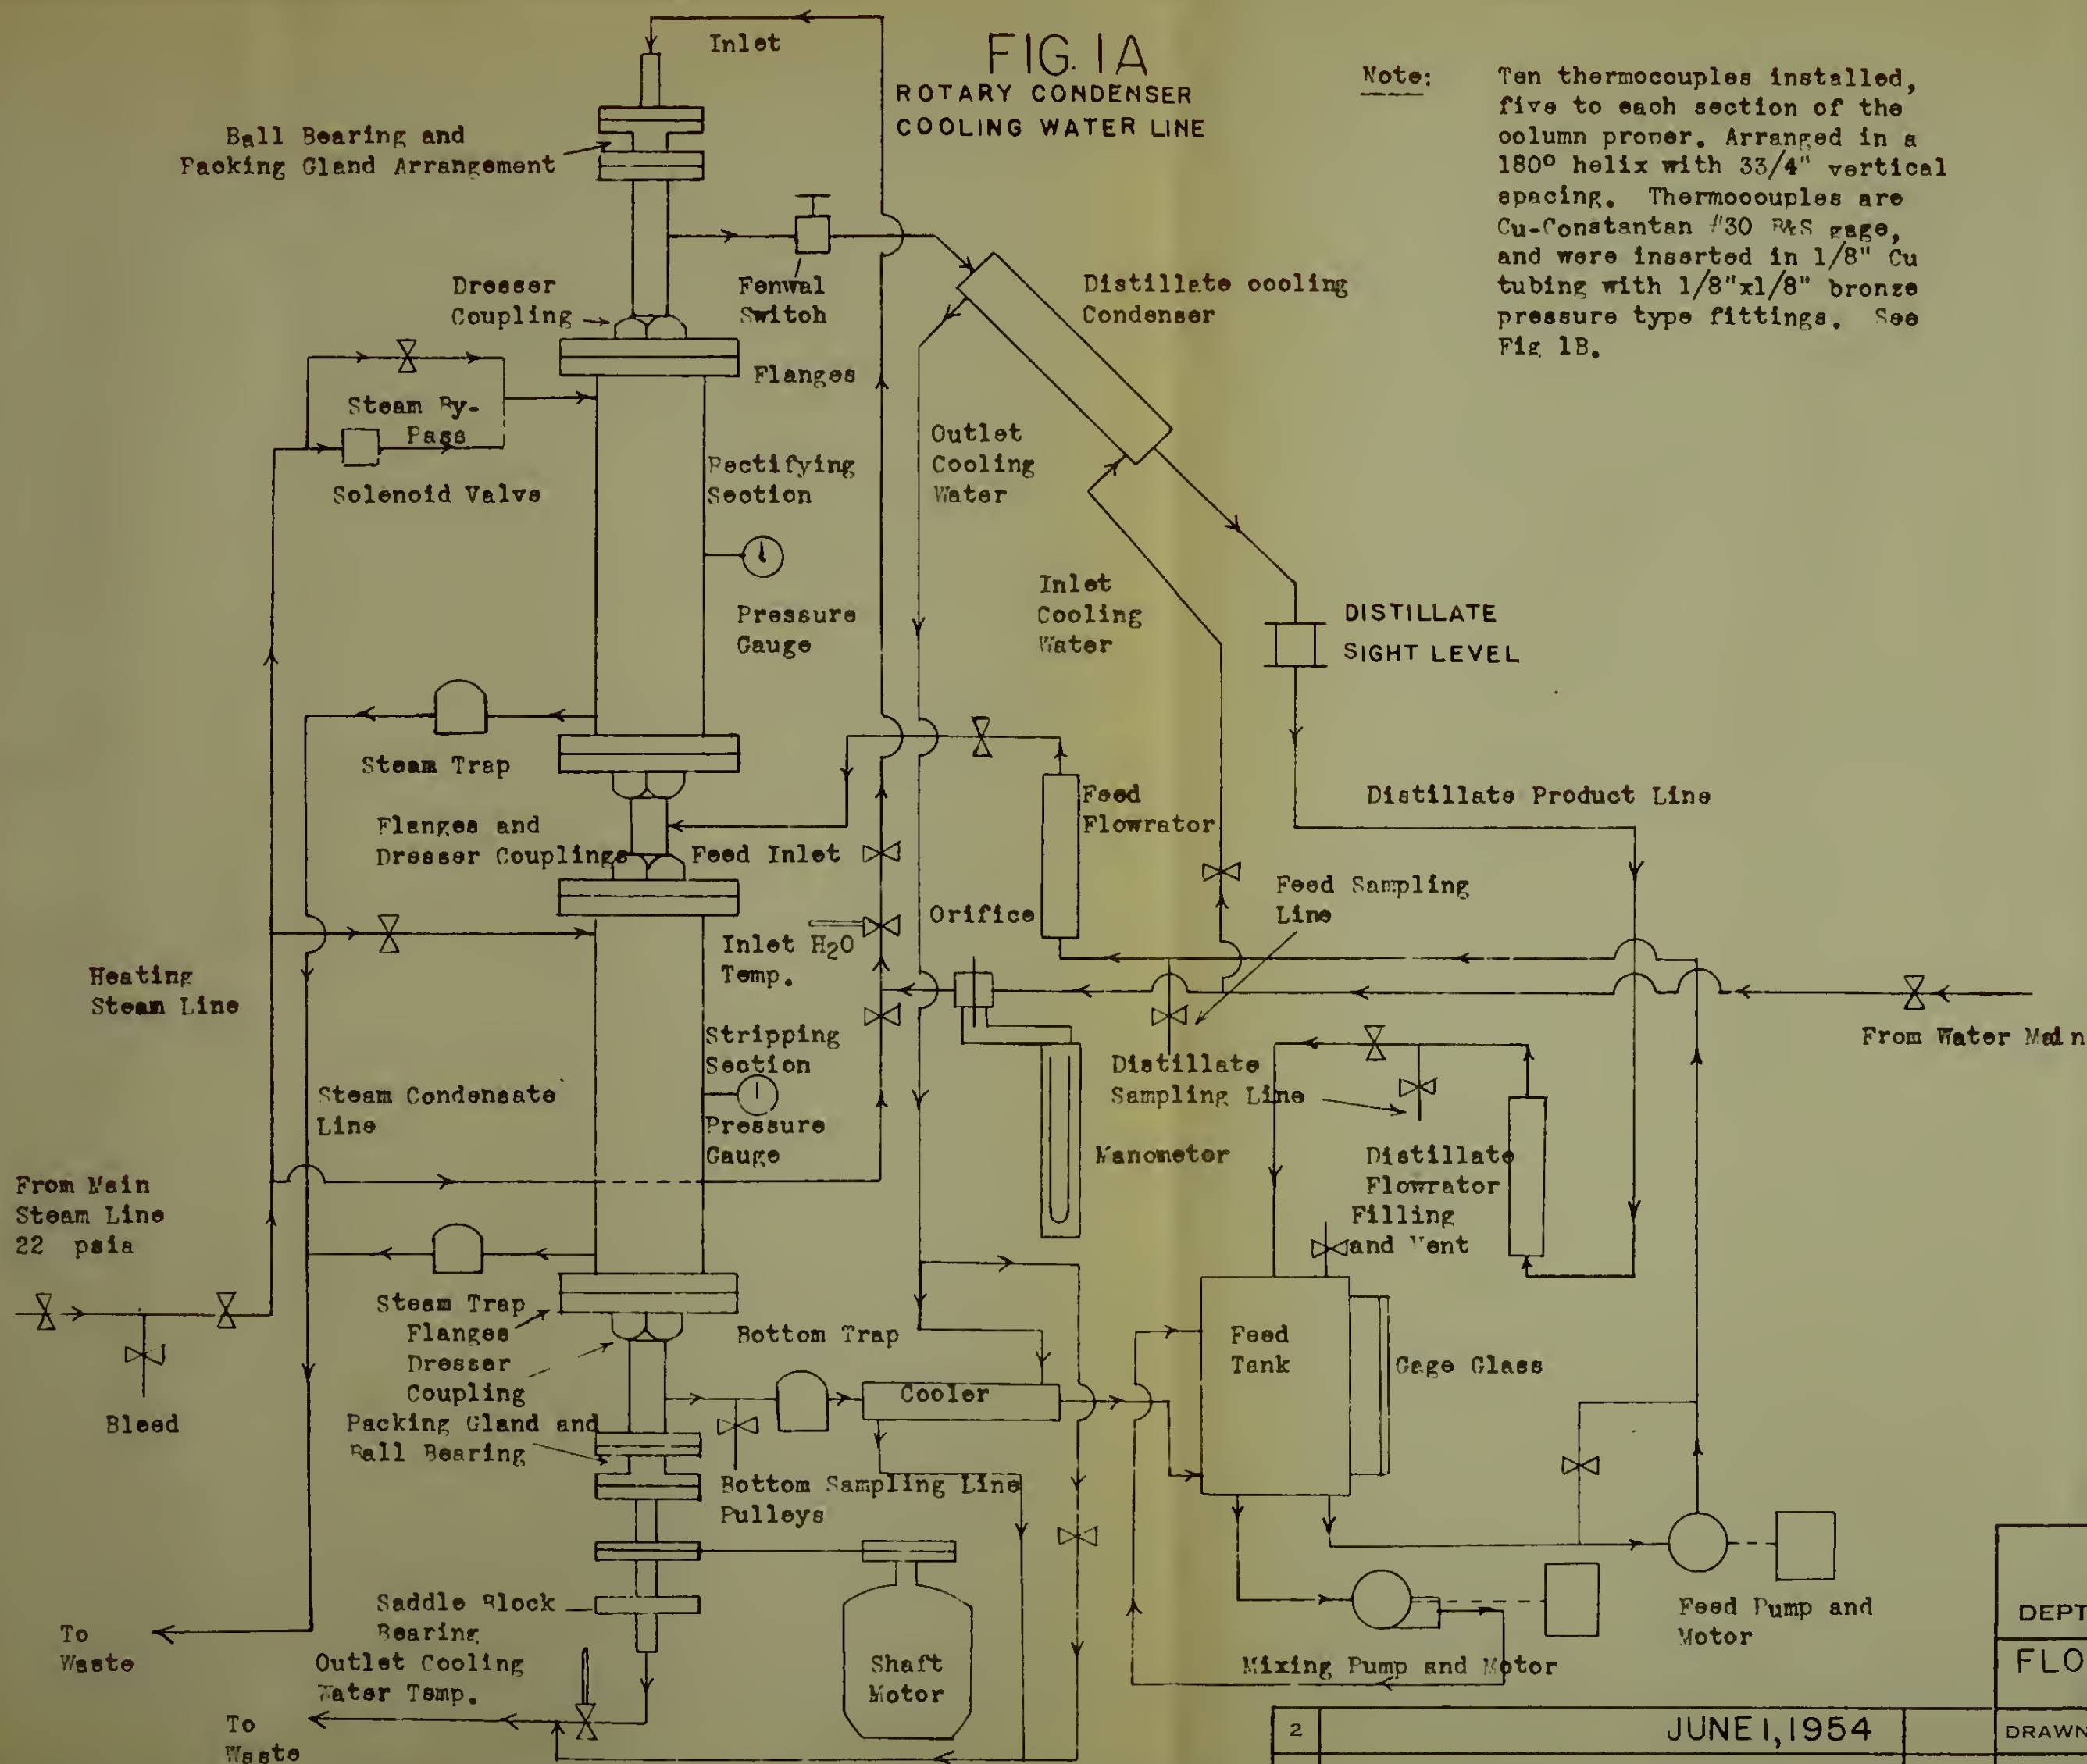 FIG. 1A
ROTARY CONDENSER
COOLING WATER LINE
Inlet
Note:
Ten thermocouples installed,
five to each section of the
column proper. Arranged in a
180° helix with 33/4" vertical
spacing. Thermocouples are
Cu-Constantan #30 B&S gage,
and were inserted in 1/8" Cu
tubing with 1/8"x1/8" bronze
pressure type fittings. See
Fig 1B.
Ball Bearing and
Packing Gland Arrangement
Dresser
Coupling
Fenwal
Switch
Distillate cooling
Condenser
Flanges
Steam By-
Pass
Solenoid Valve
Rectifying
Section
Outlet
Cooling
Water
Pressure
Gauge
Inlet
Cooling
Water
DISTILLATE
SIGHT LEVEL
Steam Trap
Flanges and
Dresser Couplings
Feed Inlet
Feed
Flowrator
Distillate Product Line
Orifice
Feed Sampling
Line
Inlet H2O
Temp.
Heating
Steam Line
From Water Main
Stripping
Section
Pressure
Gauge
Steam Condensate
Line
Distillate
Sampling Line
Manometor
Distillate
Flowrator
Filling
and Vent
From Main
Steam Line
22 psia
Bleed
Steam Trap
Flanges
Dresser
Coupling
Packing Gland and
Ball Bearing
Bottom Trap
Cooler
Feed
Tank
Gage Glass
Bottom Sampling Line
Pulleys
Saddle Block
Bearing
Outlet Cooling
Water Temp.
To
Waste
To
Waste
Shaft
Motor
Mixing Pump and Motor
Feed Pump and
Motor
DEPT
FLO
2
JUNE 1, 1954
DRAWN